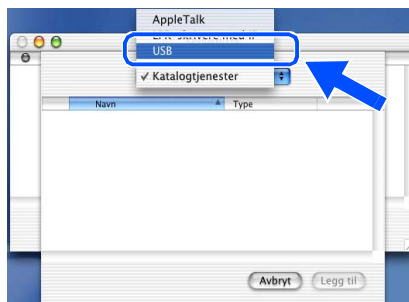 AppleTalk
USB
✓ Katalogtjenester
Navn Type
Avbryt Legg til